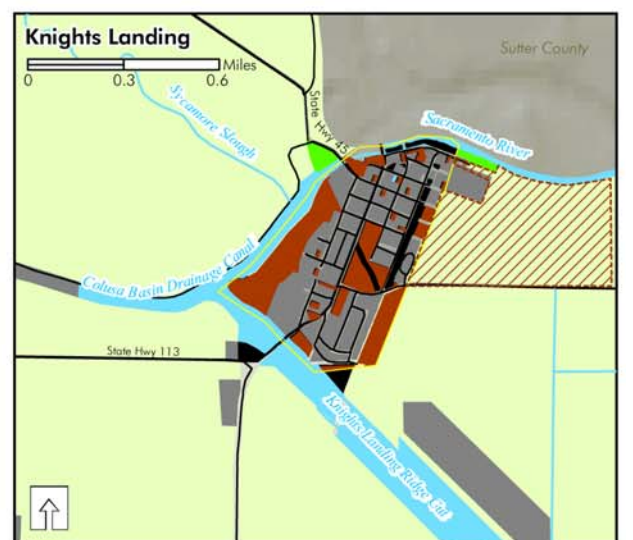 Knights Landing
Miles
0 0.3 0.6
Sutter County
State Hwy 45
Sycamore Slough
Sacramento River
Colusa Basin Drainage Canal
State Hwy 113
Knights Landing Ridge Cut